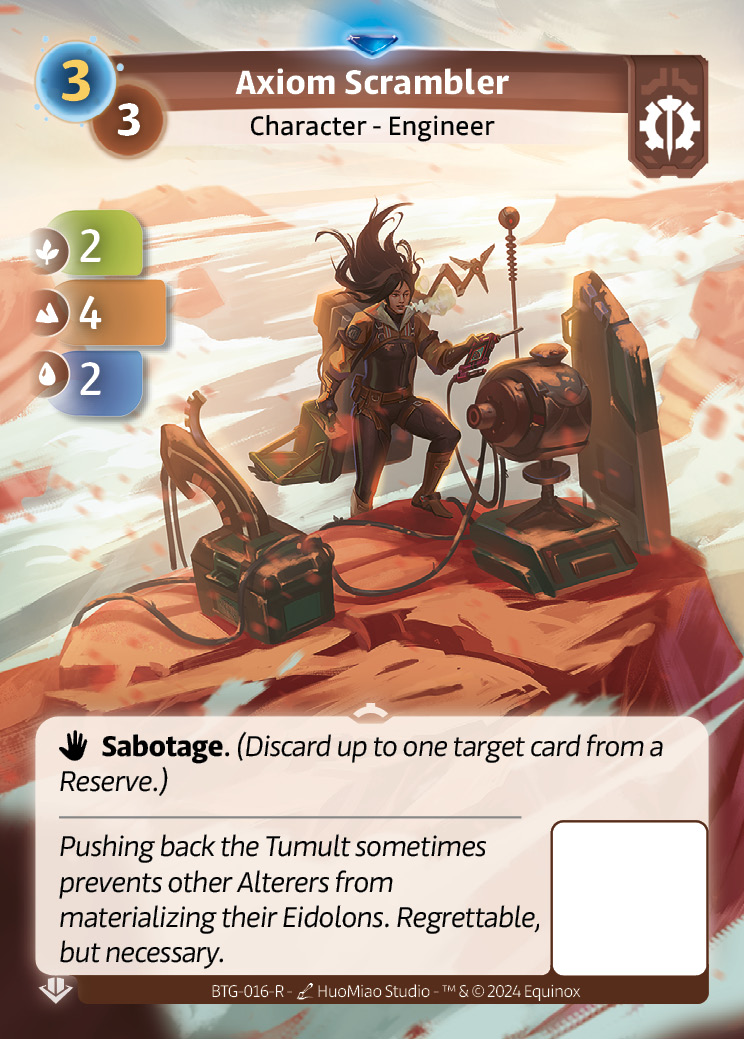 3
Axiom Scrambler
3
Character - Engineer
2
4
2
Sabotage. (Discard up to one target card from a
Reserve.)
Pushing back the Tumult sometimes
prevents other Alterers from
materializing their Eidolons. Regrettable,
but necessary.
BTG-016-R - HuoMiao Studio - ™ & © 2024 Equinox